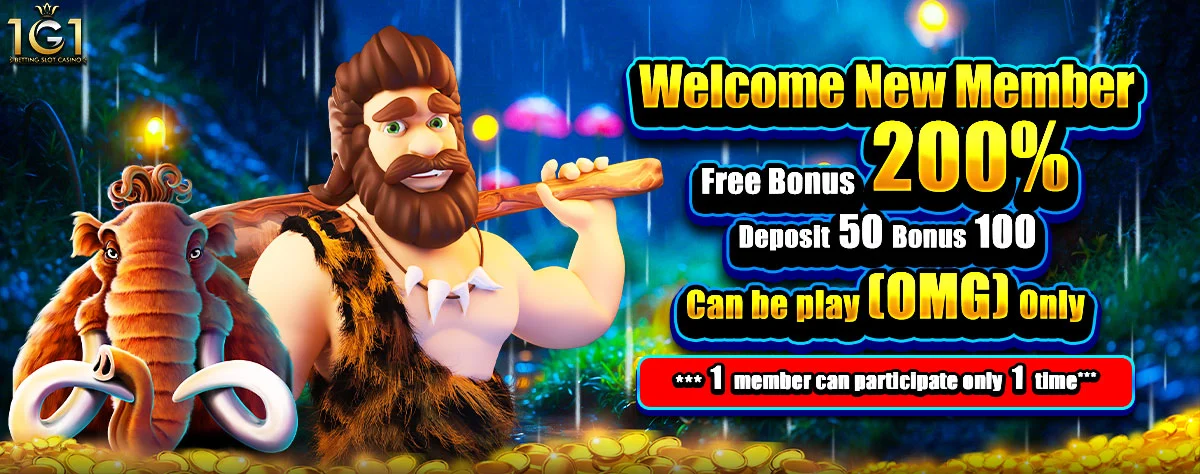 1G1
BETTING SLOT CASINO
Welcome New Member
Free Bonus 200%
Deposit 50 Bonus 100
Can be play (OMG) Only
*** 1 member can participate only 1 time***